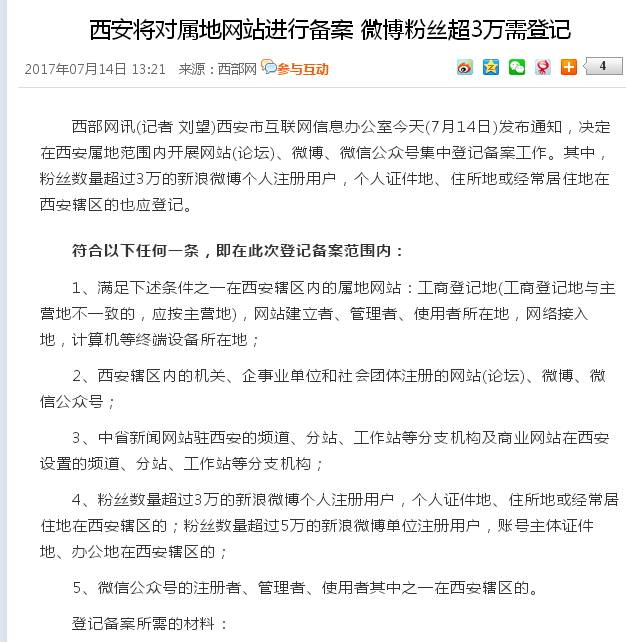 西安将对属地网站进行备案 微博粉丝超3万需登记
2017年07月14日 13:21 来源：西部网 参与互动 4
西部网讯(记者 刘望)西安市互联网信息办公室今天(7月14日)发布通知，决定
在西安属地范围内开展网站(论坛)、微博、微信公众号集中登记备案工作。其中，
粉丝数量超过3万的新浪微博个人注册用户，个人证件地、住所地或经常居住地在
西安辖区的也应登记。
符合以下任何一条，即在此次登记备案范围内：
1、满足下述条件之一在西安辖区内的属地网站：工商登记地(工商登记地与主
营地不一致的，应按主营地)，网站建立者、管理者、使用者所在地，网络接入
地，计算机等终端设备所在地；
2、西安辖区内的机关、企事业单位和社会团体注册的网站(论坛)、微博、微
信公众号；
3、中省新闻网站驻西安的频道、分站、工作站等分支机构及商业网站在西安
设置的频道、分站、工作站等分支机构；
4、粉丝数量超过3万的新浪微博个人注册用户，个人证件地、住所地或经常居
住地在西安辖区的；粉丝数量超过5万的新浪微博单位注册用户，账号主体证件
地、办公地在西安辖区的；
5、微信公众号的注册者、管理者、使用者其中之一在西安辖区的。
登记备案所需的材料：